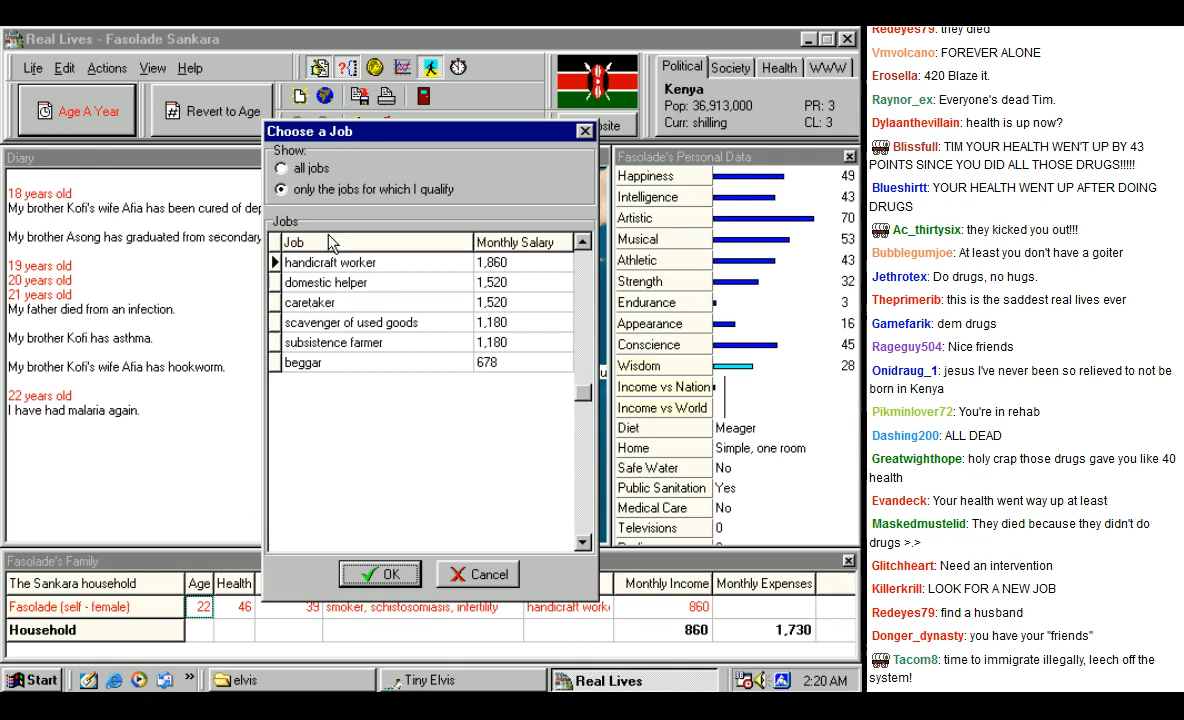 Real Lives - Fasolade Sankara
Life Edit Actions View Help
Age A Year
Revert to Age
Political Society Health WWW
Kenya
Pop: 36,913,000 PR: 3
Curr: shilling CL: 3
Diary
18 years old
My brother Kofi's wife Afia has been cured of de
My brother Asong has graduated from secondary
19 years old
20 years old
21 years old
My father died from an infection.
My brother Kofi has asthma.
My brother Kofi's wife Afia has hookworm.
22 years old
I have had malaria again.
Choose a Job
Show:
all jobs
only the jobs for which I qualify
Jobs
Job Monthly Salary
handicraft worker 1,860
domestic helper 1,520
caretaker 1,520
scavenger of used goods 1,180
subsistence farmer 1,180
beggar 678
OK Cancel
Fasolade's Personal Data
Happiness 49
Intelligence 43
Artistic 70
Musical 53
Athletic 43
Strength 32
Endurance 3
Appearance 16
Conscience 45
Wisdom 28
Income vs Nation
Income vs World
Diet Meager
Home Simple, one room
Safe Water No
Public Sanitation Yes
Medical Care No
Televisions 0
Fasolade's Family
The Sankara household Age Health Monthly Income Monthly Expenses
Fasolade (self - female) 22 46 39 smoker, schistosomiasis, infertility handicraft work 860
Household 860 1,730
Start elvis Tiny Elvis Real Lives 2:20 AM
Redeyes79: they died
Vmvolcano: FOREVER ALONE
Erosella: 420 Blaze it.
Raynor_ex: Everyone's dead Tim.
Dylaanthevillain: health is up now?
Blissfull: TIM YOUR HEALTH WEN'T UP BY 43
POINTS SINCE YOU DID ALL THOSE DRUGS!!!!!
Blueshirtt: YOUR HEALTH WENT UP AFTER DOING
DRUGS
Ac_thirtysix: they kicked you out!!!
Bubblegumjoe: At least you don't have a goiter
Jethrotex: Do drugs, no hugs.
Theprimerib: this is the saddest real lives ever
Gamefarik: dem drugs
Rageguy504: Nice friends
Onidraug_1: jesus I've never been so relieved to not be
born in Kenya
Pikminlover72: You're in rehab
Dashing200: ALL DEAD
Greatwighthope: holy crap those drugs gave you like 40
health
Evandeck: Your health went way up at least
Maskedmustelid: They died because they didn't do
drugs >.>
Glitchheart: Need an intervention
Killerkrill: LOOK FOR A NEW JOB
Redeyes79: find a husband
Donger_dynasty: you have your "friends"
Tacom8: time to immigrate illegally, leech off the
system!